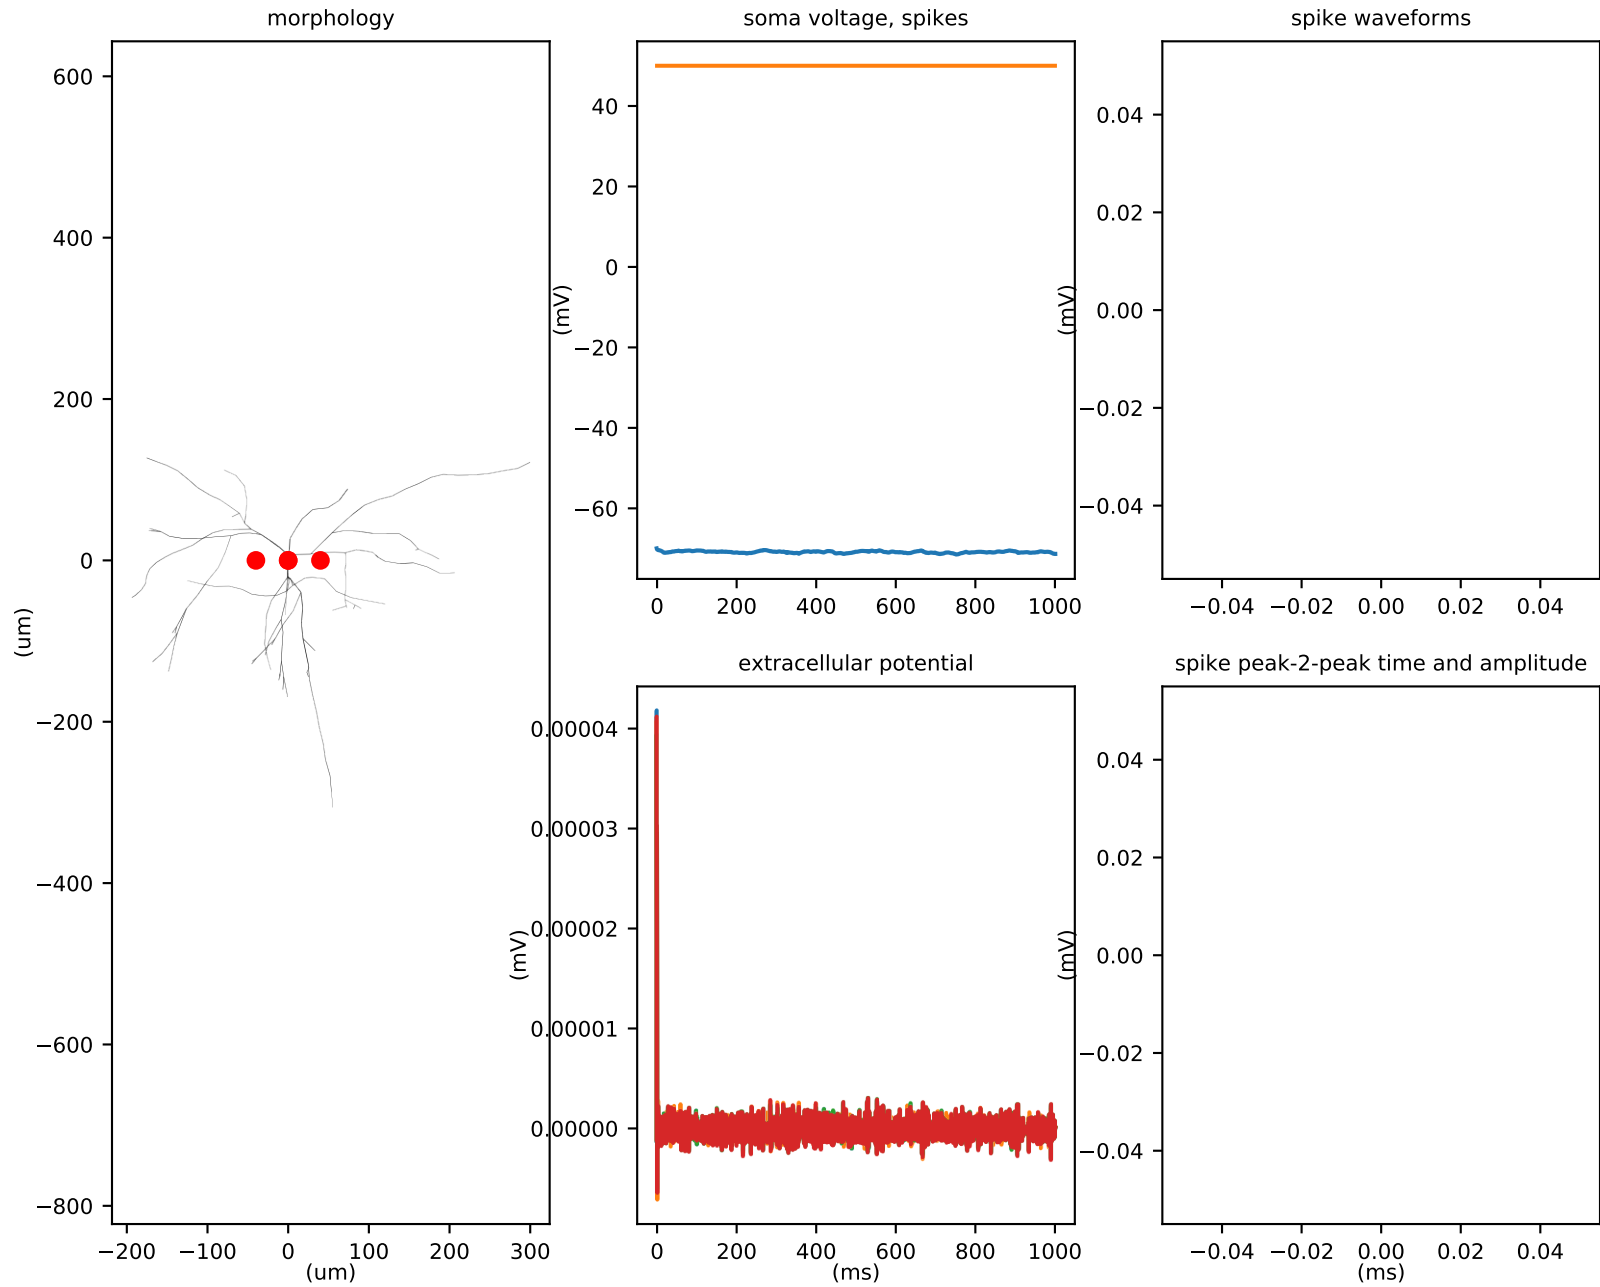 morphology
600
400
200
0
−200
−400
−600
−800
(um)
−200 −100 0 100 200 300
(um)
soma voltage, spikes
40
20
0
−20
−40
−60
(mV)
0 200 400 600 800 1000
spike waveforms
0.04
0.02
0.00
−0.02
−0.04
(mV)
−0.04 −0.02 0.00 0.02 0.04
extracellular potential
0.00004
0.00003
0.00002
0.00001
0.00000
(mV)
0 200 400 600 800 1000
(ms)
spike peak-2-peak time and amplitude
0.04
0.02
0.00
−0.02
−0.04
(mV)
−0.04 −0.02 0.00 0.02 0.04
(ms)